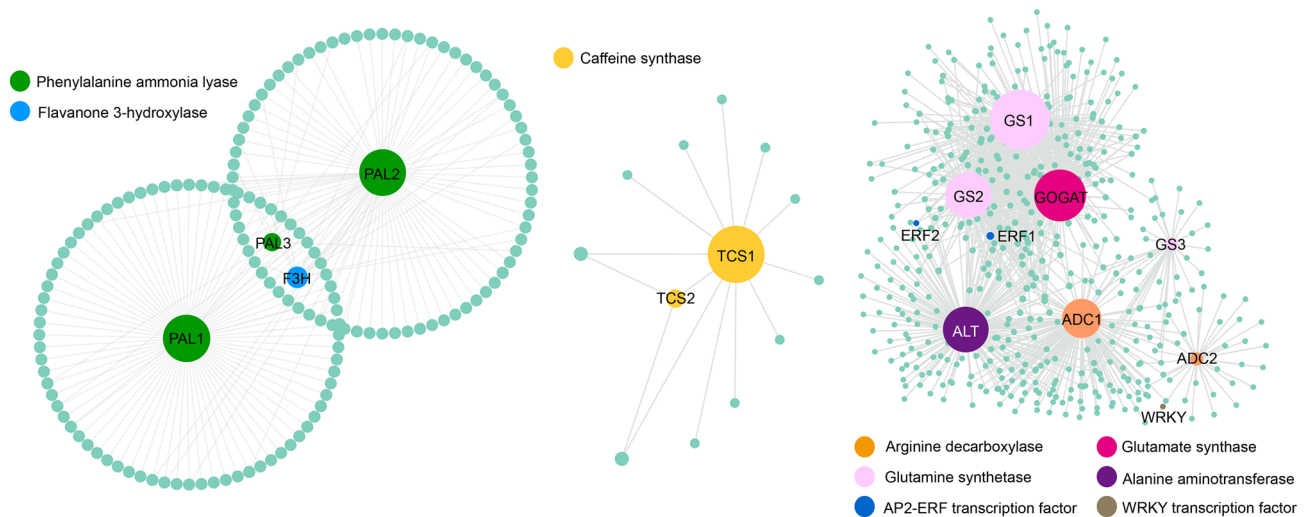 Phenylalanine ammonia lyase
Flavanone 3-hydroxylase
PAL2
PAL3
F3H
PAL1
Caffeine synthase
TCS1
TCS2
GS1
GS2
GOGAT
ERF2
ERF1
GS3
ALT
ADC1
ADC2
WRKY
Arginine decarboxylase
Glutamate synthase
Glutamine synthetase
Alanine aminotransferase
AP2-ERF transcription factor
WRKY transcription factor